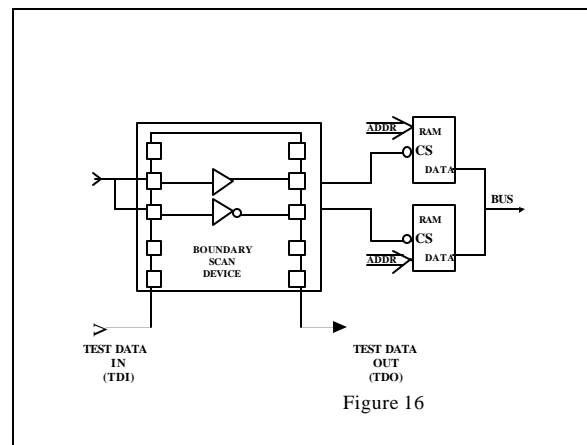 ADDR
RAM
CS
DATA
BUS
RAM
CS
ADDR
DATA
BOUNDARY
SCAN
DEVICE
TEST DATA
IN
(TDI)
TEST DATA
OUT
(TDO)
Figure 16